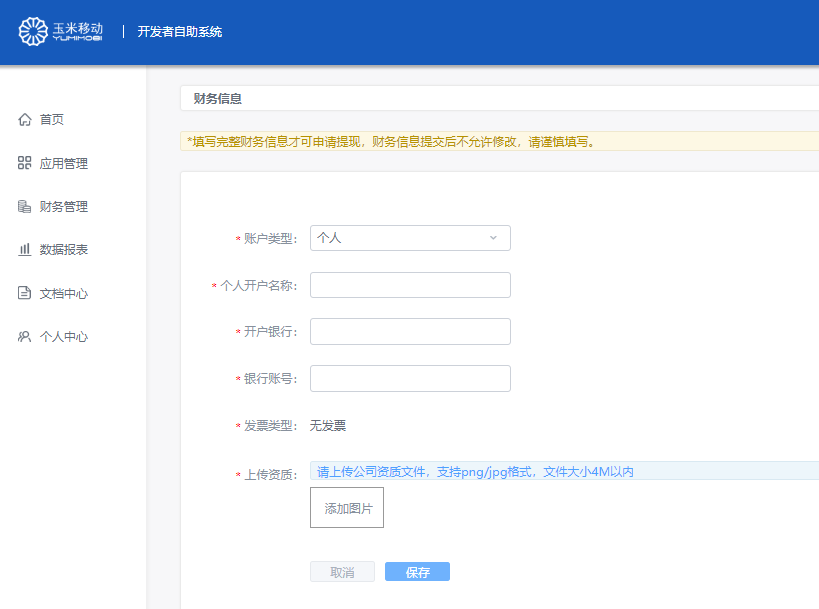 玉米移动
YUMIMOBI
开发者自助系统
首页
应用管理
财务管理
数据报表
文档中心
个人中心
财务信息
*填写完整财务信息才可申请提现，财务信息提交后不允许修改，请谨慎填写。
* 账户类型： 个人
* 个人开户名称：
* 开户银行：
* 银行账号：
* 发票类型： 无发票
* 上传资质： 请上传公司资质文件，支持png/jpg格式，文件大小4M以内
添加图片
取消 保存